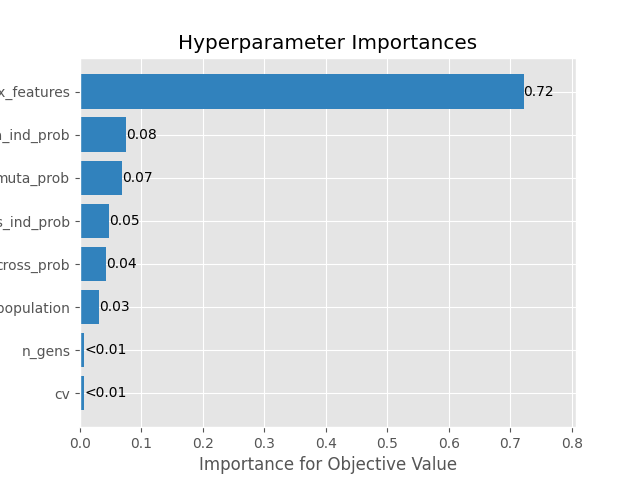 Hyperparameter Importances
x_features
0.72
_ind_prob
0.08
muta_prob
0.07
s_ind_prob
0.05
cross_prob
0.04
population
0.03
n_gens
<0.01
cv
<0.01
0.0 0.1 0.2 0.3 0.4 0.5 0.6 0.7 0.8
Importance for Objective Value